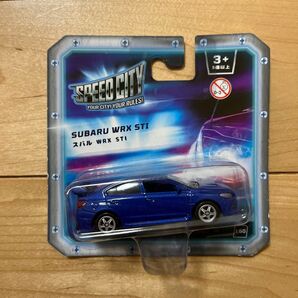 SPEED CITY
YOUR CITY! YOUR RULES!
3+
SUBARU WRX STI
スバル WRX STI